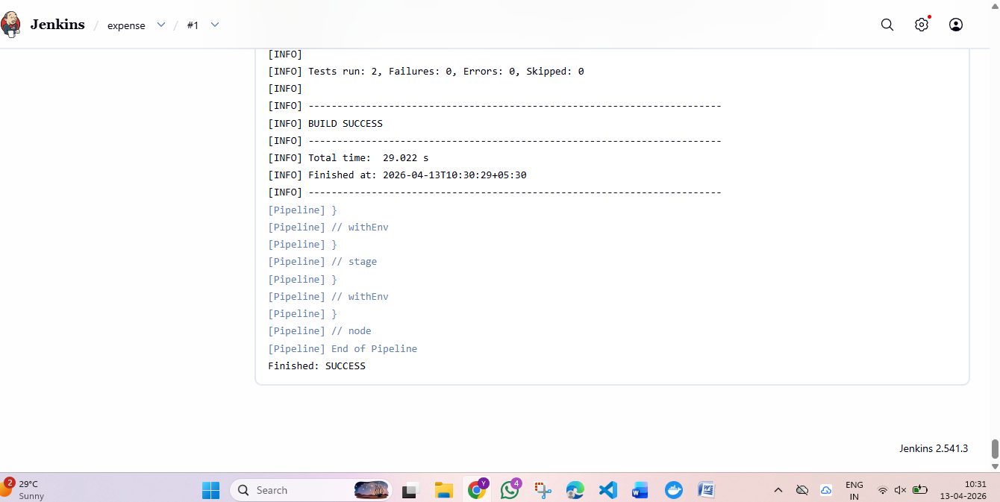 Jenkins / expense / #1
[INFO]
[INFO] Tests run: 2, Failures: 0, Errors: 0, Skipped: 0
[INFO]
[INFO] ------------------------------------------------------------------------
[INFO] BUILD SUCCESS
[INFO] ------------------------------------------------------------------------
[INFO] Total time:  29.022 s
[INFO] Finished at: 2026-04-13T10:30:29+05:30
[INFO] ------------------------------------------------------------------------
[Pipeline] }
[Pipeline] // withEnv
[Pipeline] }
[Pipeline] // stage
[Pipeline] }
[Pipeline] // withEnv
[Pipeline] }
[Pipeline] // node
[Pipeline] End of Pipeline
Finished: SUCCESS
Jenkins 2.541.3
2
29°C
Sunny
Search
Y
4
W
ENG
IN
10:31
13-04-2026